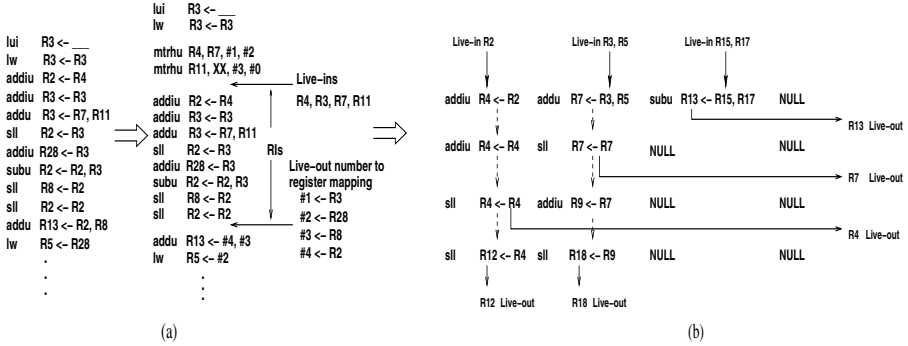 lui R3 <- __
lw R3 <- R3
addiu R2 <- R4
addiu R3 <- R3
addu R3 <- R7, R11
sll R2 <- R3
addiu R28 <- R3
subu R2 <- R2, R3
sll R8 <- R2
sll R2 <- R2
addu R13 <- R2, R8
lw R5 <- R28
.
.
.
lui R3 <- ___
lw R3 <- R3
mtrhu R4, R7, #1, #2
mtrhu R11, XX, #3, #0
addiu R2 <- R4
addiu R3 <- R3
addu R3 <- R7, R11
sll R2 <- R3
addiu R28 <- R3
subu R2 <- R2, R3
sll R8 <- R2
sll R2 <- R2
addu R13 <- #4, #3
lw R5 <- #2
.
.
.
Live-ins
R4, R3, R7, R11
RIs
Live-out number to
register mapping
#1 <- R3
#2 <- R28
#3 <- R8
#4 <- R2
(a)
Live-in R2 Live-in R3, R5 Live-in R15, R17
addiu R4 <- R2 addu R7 <- R3, R5 subu R13 <- R15, R17 NULL
R13 Live-out
addiu R4 <- R4 sll R7 <- R7 NULL NULL
R7 Live-out
sll R4 <- R4 addiu R9 <- R7 NULL NULL
R4 Live-out
sll R12 <- R4 sll R18 <- R9 NULL NULL
R12 Live-out R18 Live-out
(b)